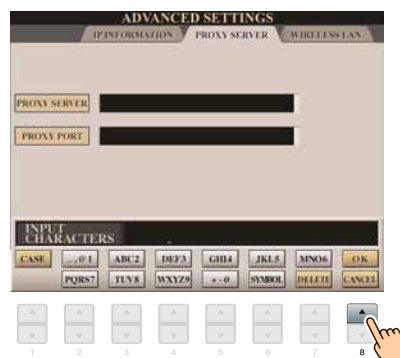 ADVANCED SETTINGS
IP INFORMATION PROXY SERVER WIRELESS LAN
PROXY SERVER
PROXY PORT
INPUT
CHARACTERS
CASE _.@1 ABC2 DEF3 GHI4 JKL5 MNO6 OK
PQRS7 TUV8 WXYZ9 +-0 SYMBOL DELETE CANCEL
1 2 3 4 5 6 7 8